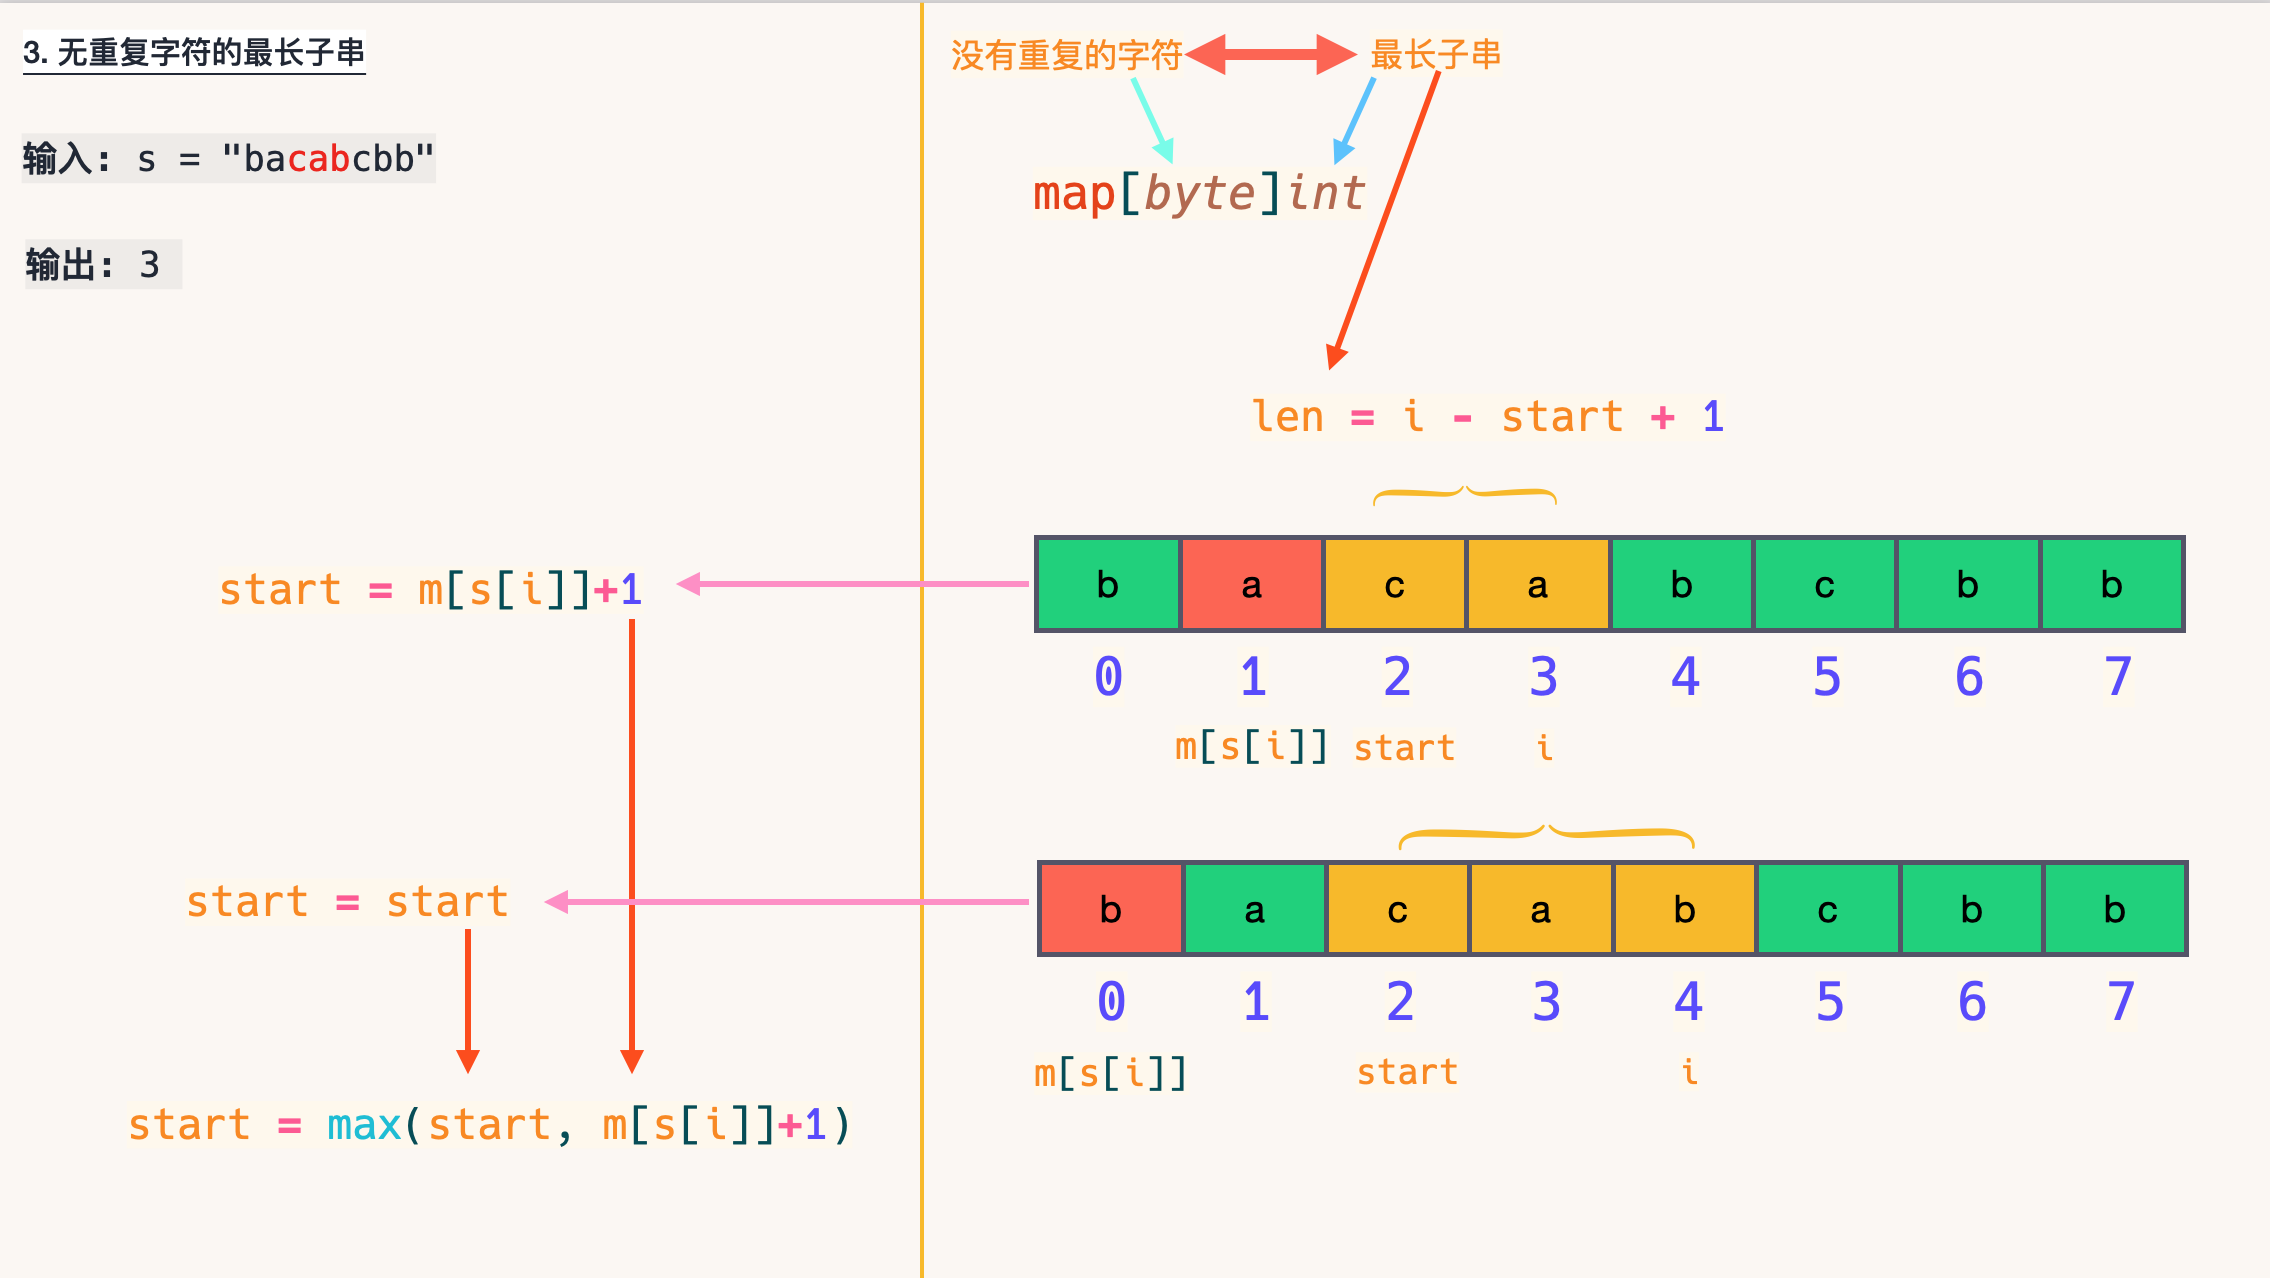 3. 无重复字符的最长子串
输入: s = "bacabcbb"
输出: 3
没有重复的字符 最长子串
map[byte]int
len = i - start + 1
start = m[s[i]]+1
b a c a b c b b
0 1 2 3 4 5 6 7
m[s[i]] start i
start = start
b a c a b c b b
0 1 2 3 4 5 6 7
m[s[i]] start i
start = max(start, m[s[i]]+1)